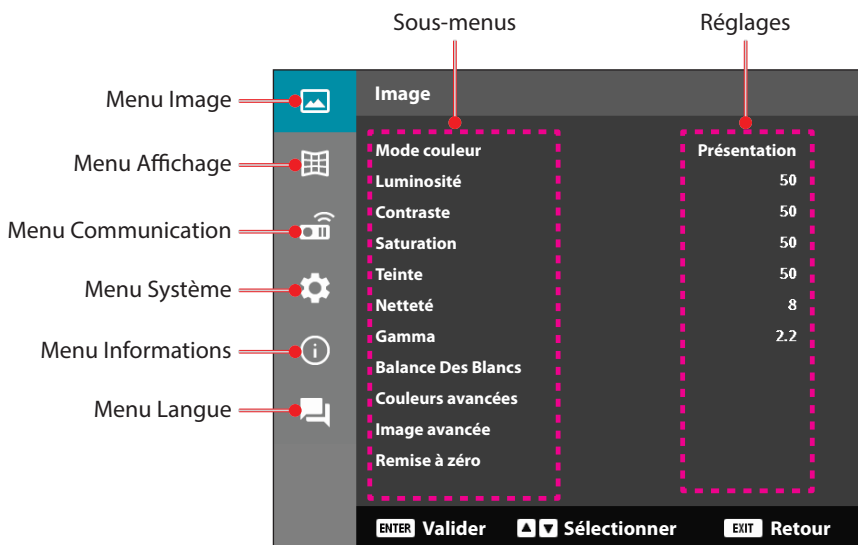 Sous-menus Réglages
Menu Image
Image
Menu Affichage
Mode couleur Présentation
Luminosité 50
Menu Communication
Contraste 50
Saturation 50
Menu Système
Teinte 50
Netteté 8
Menu Informations
Gamma 2.2
Balance Des Blancs
Menu Langue
Couleurs avancées
Image avancée
Remise à zéro
ENTER Valider Sélectionner EXIT Retour